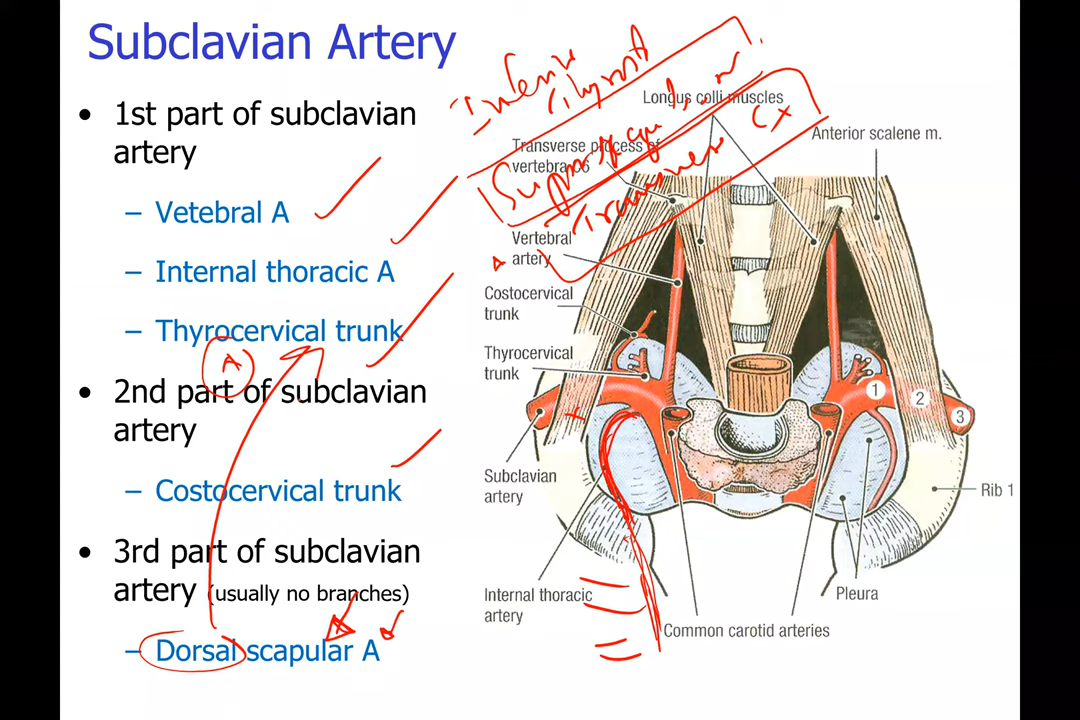 Subclavian Artery
• 1st part of subclavian
artery
– Vetebral A
– Internal thoracic A
– Thyrocervical trunk
A
• 2nd part of subclavian
artery
– Costocervical trunk
• 3rd part of subclavian
artery (usually no branches)
– Dorsal scapular A
Longus colli muscles
Transverse process of
vertebra C6
Anterior scalene m.
Transverse Cx
A
Vertebral
artery
Costocervical
trunk
Thyrocervical
trunk
1
2
3
Subclavian
artery
Rib 1
Internal thoracic
artery
Pleura
Common carotid arteries